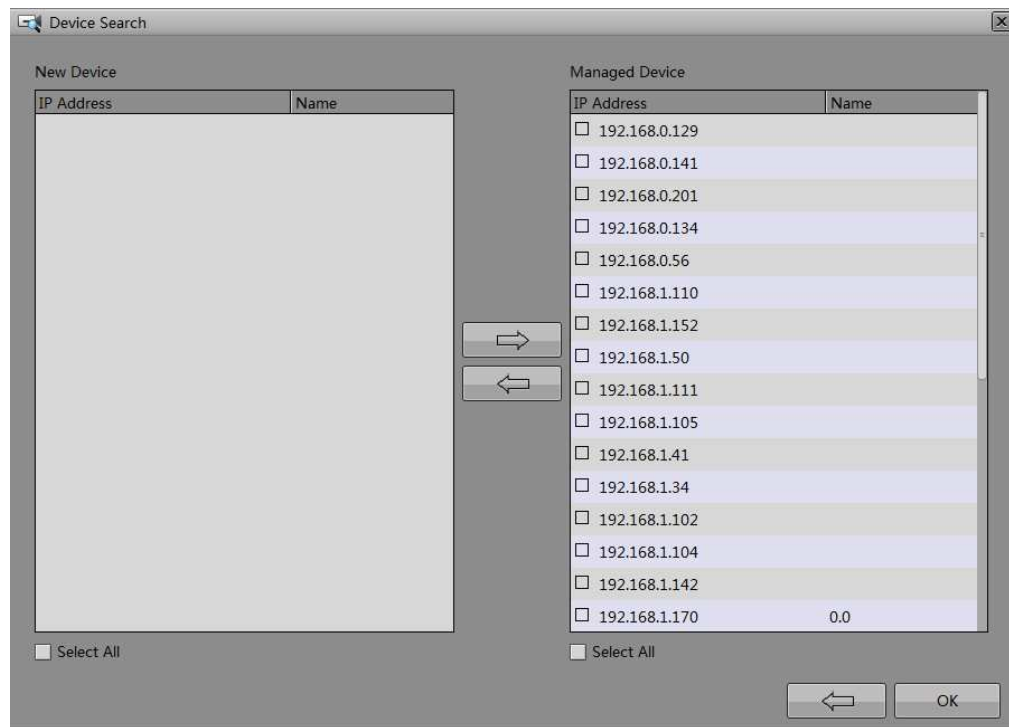 Device Search
New Device
IP Address Name
Select All
Managed Device
IP Address Name
192.168.0.129
192.168.0.141
192.168.0.201
192.168.0.134
192.168.0.56
192.168.1.110
192.168.1.152
192.168.1.50
192.168.1.111
192.168.1.105
192.168.1.41
192.168.1.34
192.168.1.102
192.168.1.104
192.168.1.142
192.168.1.170 0.0
Select All
OK